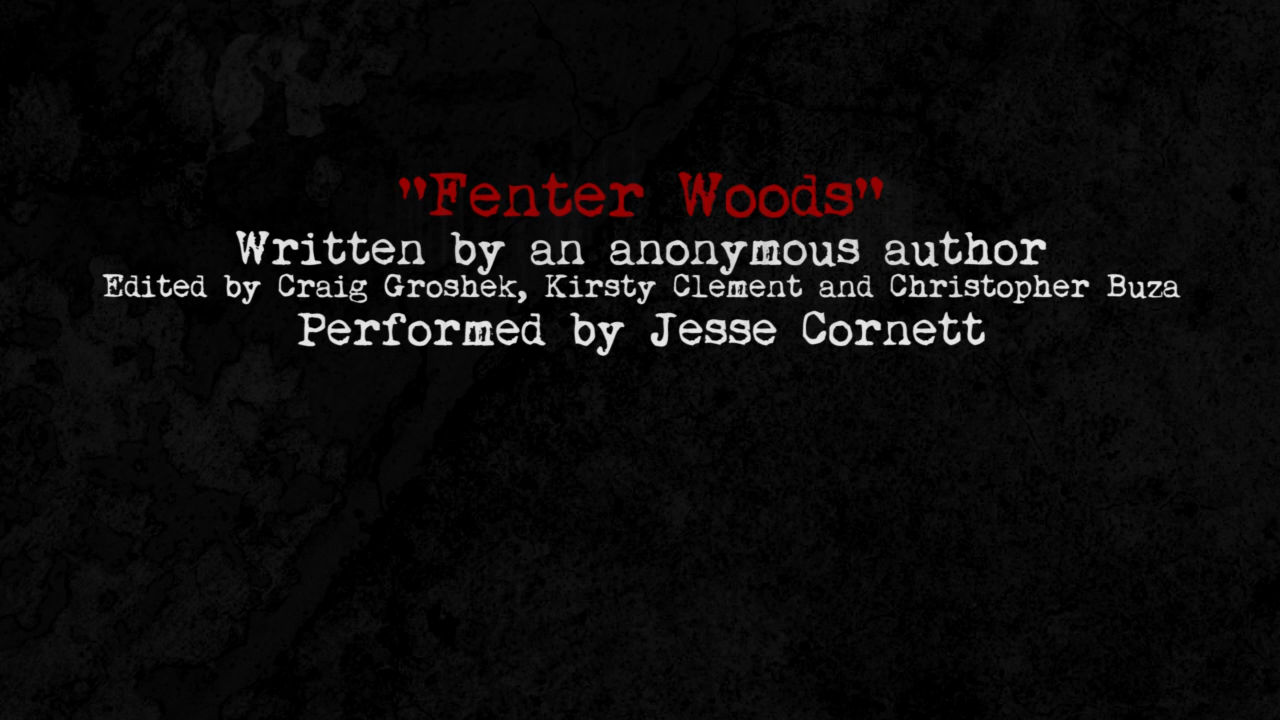 "Fenter Woods"
Written by an anonymous author
Edited by Craig Groshek, Kirsty Clement and Christopher Buza
Performed by Jesse Cornett